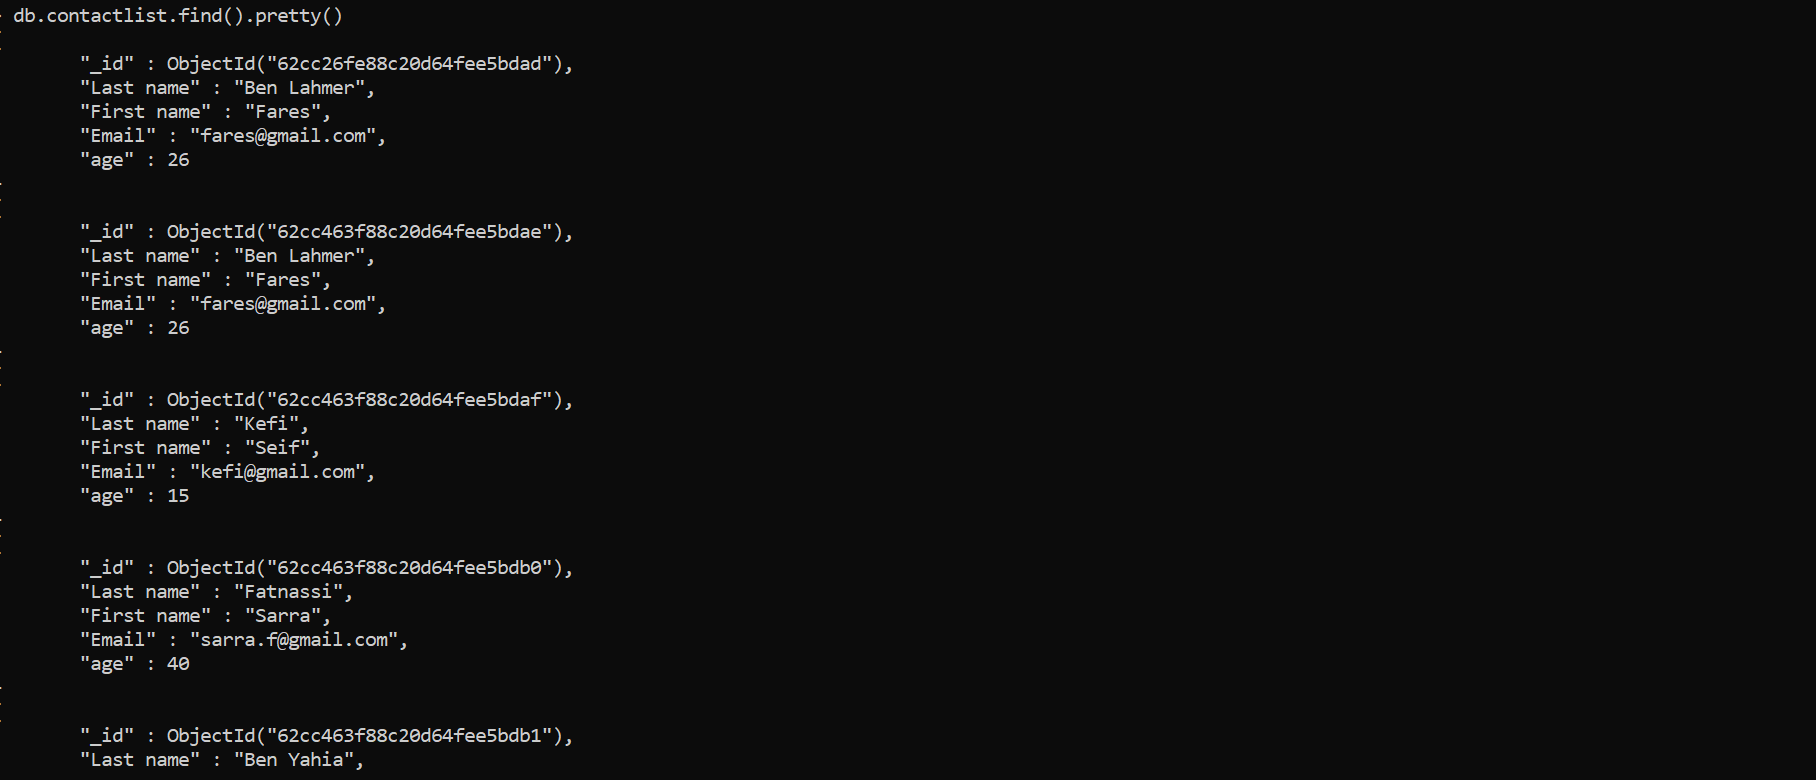 db.contactlist.find().pretty()
"_id" : ObjectId("62cc26fe88c20d64fee5bdad"),
"Last name" : "Ben Lahmer",
"First name" : "Fares",
"Email" : "fares@gmail.com",
"age" : 26
"_id" : ObjectId("62cc463f88c20d64fee5bdae"),
"Last name" : "Ben Lahmer",
"First name" : "Fares",
"Email" : "fares@gmail.com",
"age" : 26
"_id" : ObjectId("62cc463f88c20d64fee5bdaf"),
"Last name" : "Kefi",
"First name" : "Seif",
"Email" : "kefi@gmail.com",
"age" : 15
"_id" : ObjectId("62cc463f88c20d64fee5bdb0"),
"Last name" : "Fatnassi",
"First name" : "Sarra",
"Email" : "sarra.f@gmail.com",
"age" : 40
"_id" : ObjectId("62cc463f88c20d64fee5bdb1"),
"Last name" : "Ben Yahia",